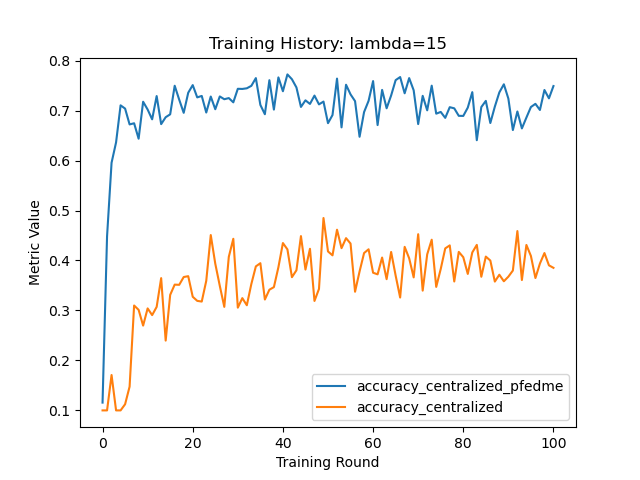 Training History: lambda=15
Metric Value
0.8
0.7
0.6
0.5
0.4
0.3
0.2
0.1
0 20 40 60 80 100
Training Round
accuracy_centralized_pfedme
accuracy_centralized